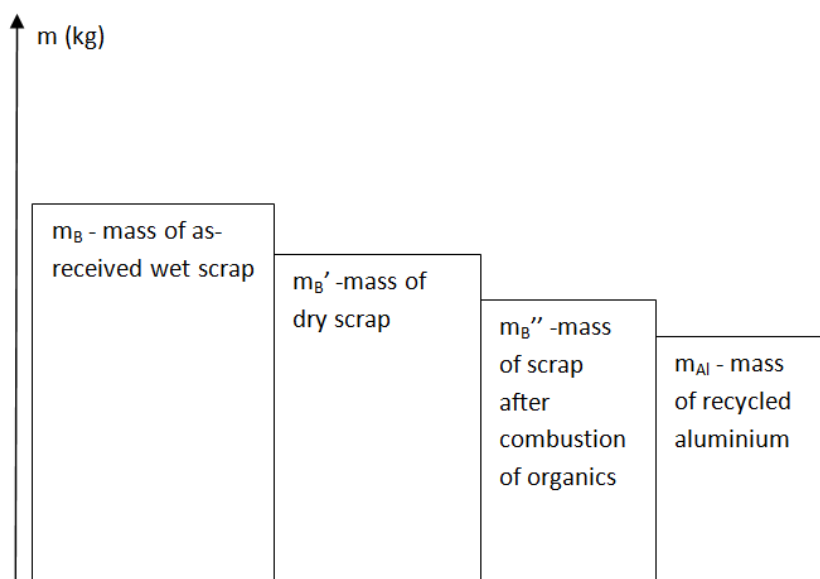 m (kg)
mB - mass of as-
received wet scrap
mB’ -mass of
dry scrap
mB’’ -mass
of scrap
after
combustion
of organics
mAl - mass
of recycled
aluminium